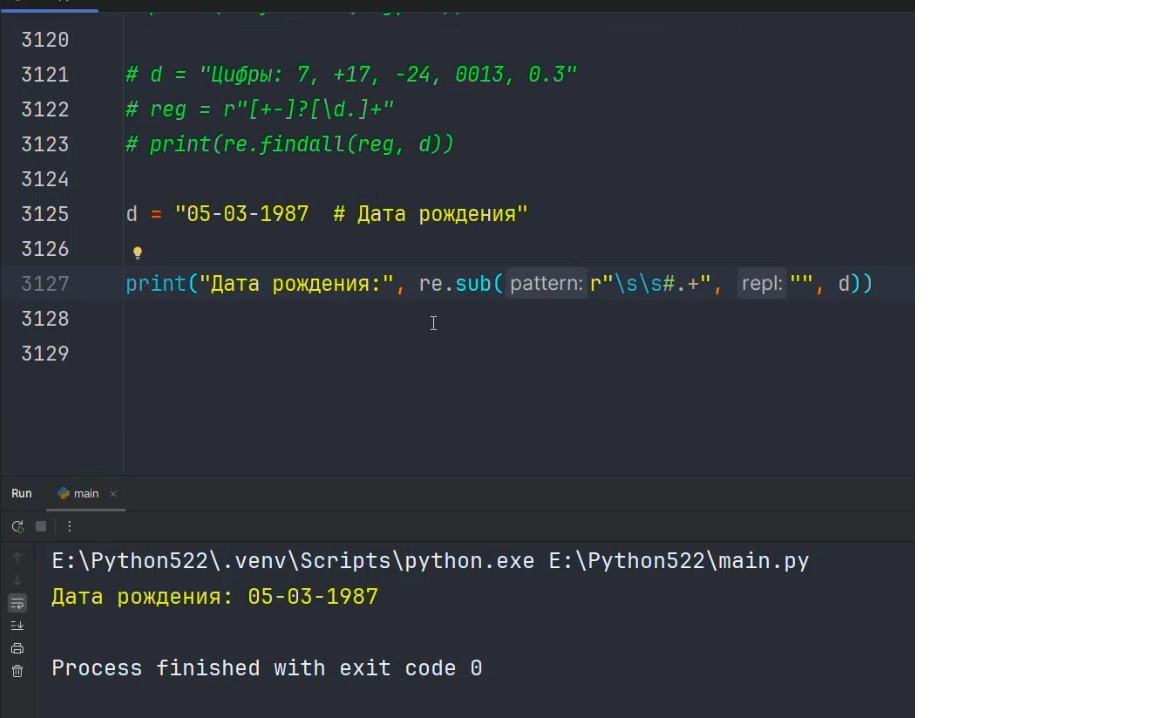 3120
3121 # d = "Цифры: 7, +17, -24, 0013, 0.3"
3122 # reg = r"[+-]?[\d.]+"
3123 # print(re.findall(reg, d))
3124
3125 d = "05-03-1987  # Дата рождения"
3126
3127 print("Дата рождения:", re.sub( pattern: r"\s\s#.+", repl: "", d))
3128
3129
Run main ×
E:\Python522\.venv\Scripts\python.exe E:\Python522\main.py
Дата рождения: 05-03-1987
Process finished with exit code 0